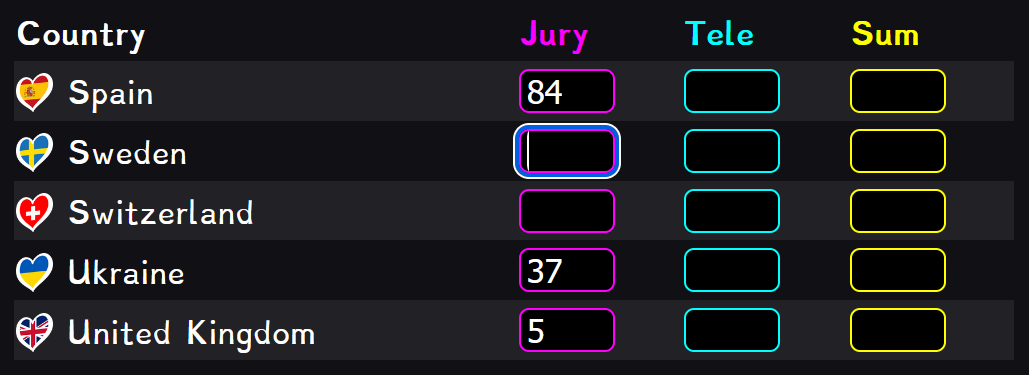 Country Jury Tele Sum
Spain 84
Sweden
Switzerland
Ukraine 37
United Kingdom 5